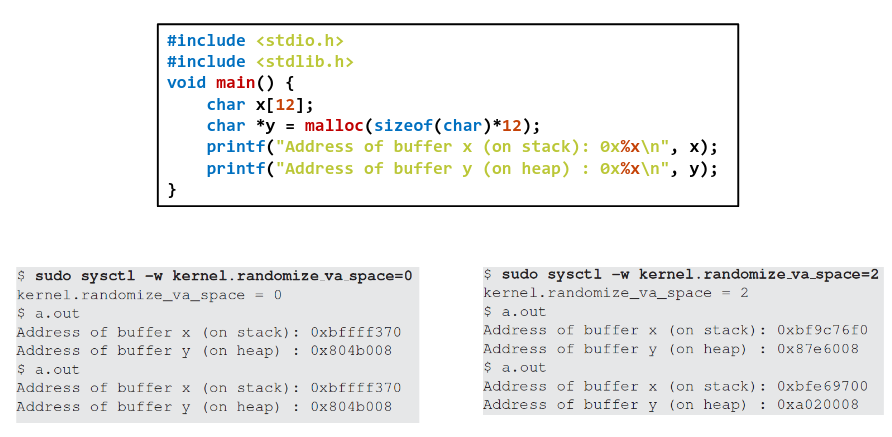 #include <stdio.h>
#include <stdlib.h>
void main() {
    char x[12];
    char *y = malloc(sizeof(char)*12);
    printf("Address of buffer x (on stack): 0x%x\n", x);
    printf("Address of buffer y (on heap) : 0x%x\n", y);
}
$ sudo sysctl -w kernel.randomize_va_space=0
kernel.randomize_va_space = 0
$ a.out
Address of buffer x (on stack): 0xbffff370
Address of buffer y (on heap) : 0x804b008
$ a.out
Address of buffer x (on stack): 0xbffff370
Address of buffer y (on heap) : 0x804b008
$ sudo sysctl -w kernel.randomize_va_space=2
kernel.randomize_va_space = 2
$ a.out
Address of buffer x (on stack): 0xbf9c76f0
Address of buffer y (on heap) : 0x87e6008
$ a.out
Address of buffer x (on stack): 0xbfe69700
Address of buffer y (on heap) : 0xa020008